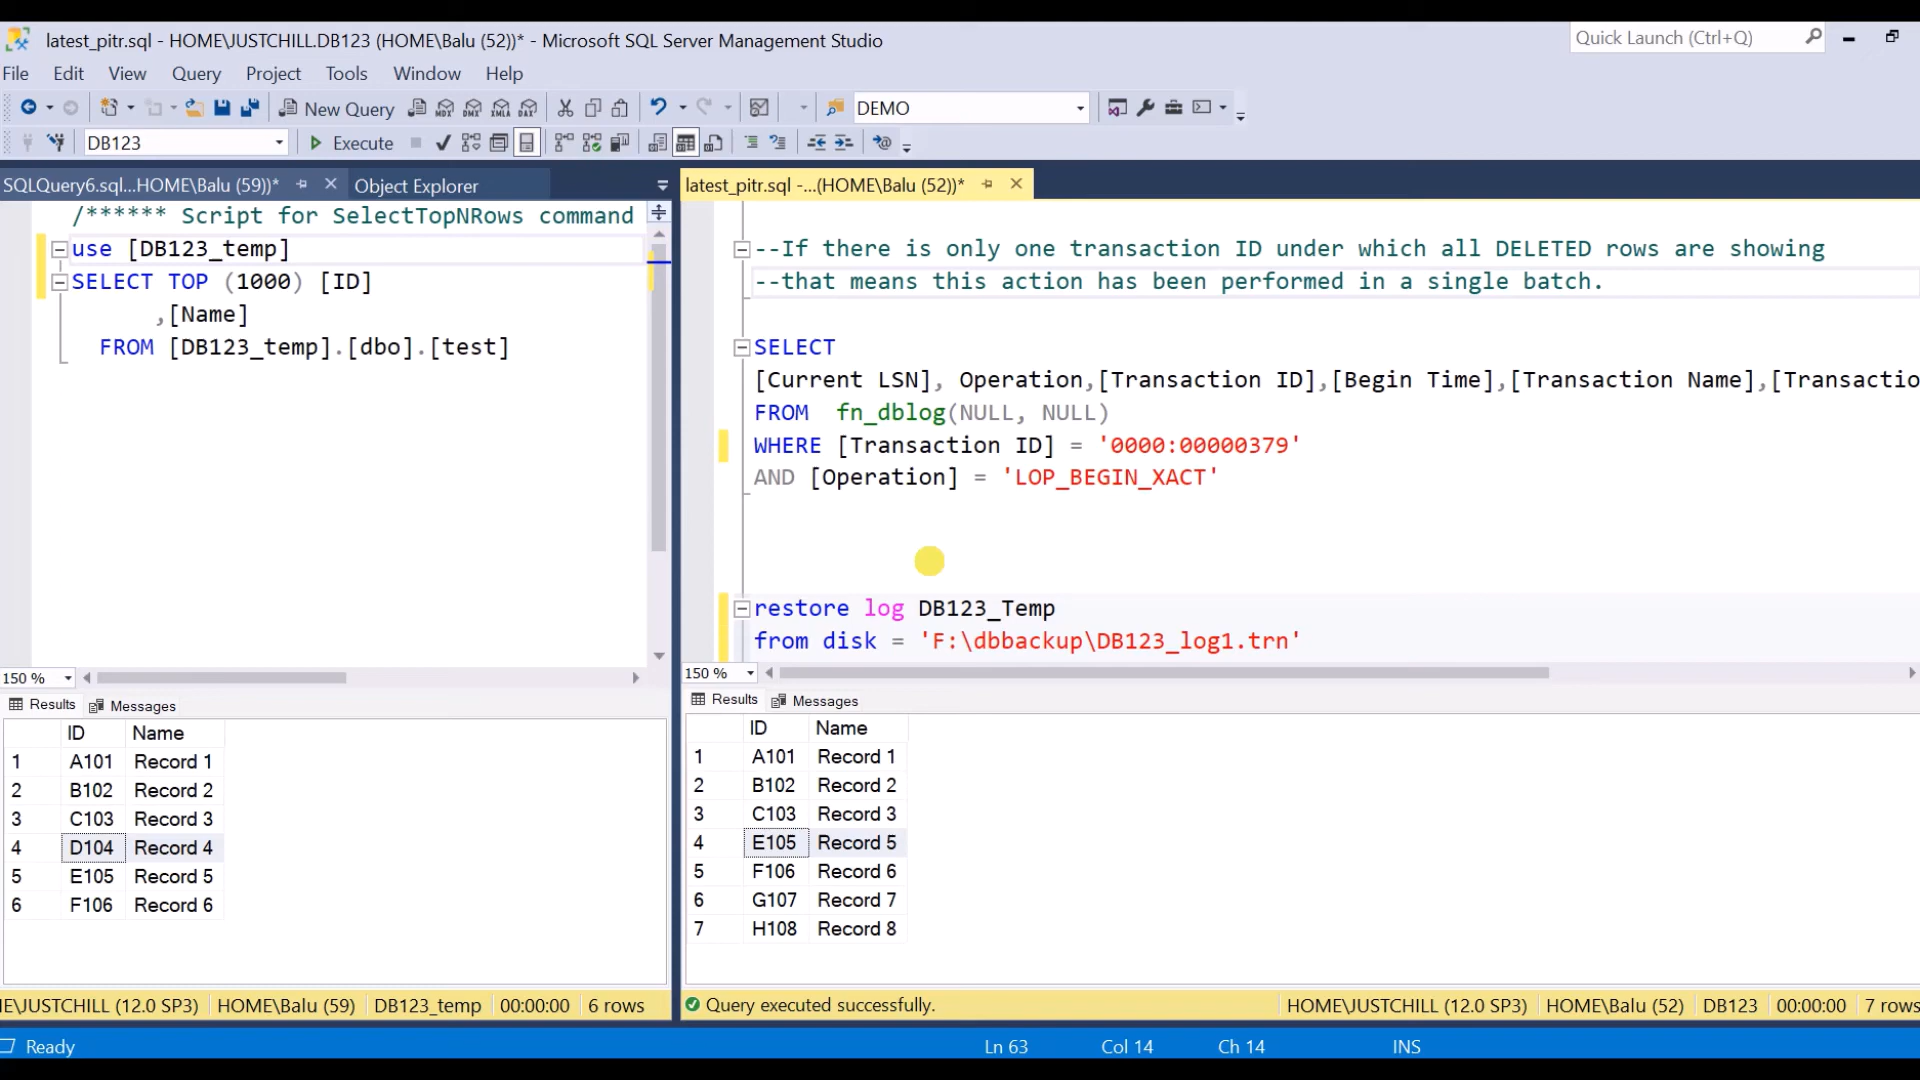 latest_pitr.sql - HOME\JUSTCHILL.DB123 (HOME\Balu (52))* - Microsoft SQL Server Management Studio
Quick Launch (Ctrl+Q)
File Edit View Query Project Tools Window Help
New Query MDX DMX XMLA DAX DEMO
DB123 Execute
SQLQuery6.sql...HOME\Balu (59))* Object Explorer
/****** Script for SelectTopNRows command
use [DB123_temp]
SELECT TOP (1000) [ID]
,[Name]
FROM [DB123_temp].[dbo].[test]
150 %
Results Messages
ID Name
1 A101 Record 1
2 B102 Record 2
3 C103 Record 3
4 D104 Record 4
5 E105 Record 5
6 F106 Record 6
HE\JUSTCHILL (12.0 SP3) HOME\Balu (59) DB123_temp 00:00:00 6 rows
latest_pitr.sql -...(HOME\Balu (52))*
--If there is only one transaction ID under which all DELETED rows are showing
--that means this action has been performed in a single batch.
SELECT
[Current LSN], Operation,[Transaction ID],[Begin Time],[Transaction Name],[Transactio
FROM fn_dblog(NULL, NULL)
WHERE [Transaction ID] = '0000:00000379'
AND [Operation] = 'LOP_BEGIN_XACT'
restore log DB123_Temp
from disk = 'F:\dbbackup\DB123_log1.trn'
150 %
Results Messages
ID Name
1 A101 Record 1
2 B102 Record 2
3 C103 Record 3
4 E105 Record 5
5 F106 Record 6
6 G107 Record 7
7 H108 Record 8
Query executed successfully. HOME\JUSTCHILL (12.0 SP3) HOME\Balu (52) DB123 00:00:00 7 rows
Ready Ln 63 Col 14 Ch 14 INS